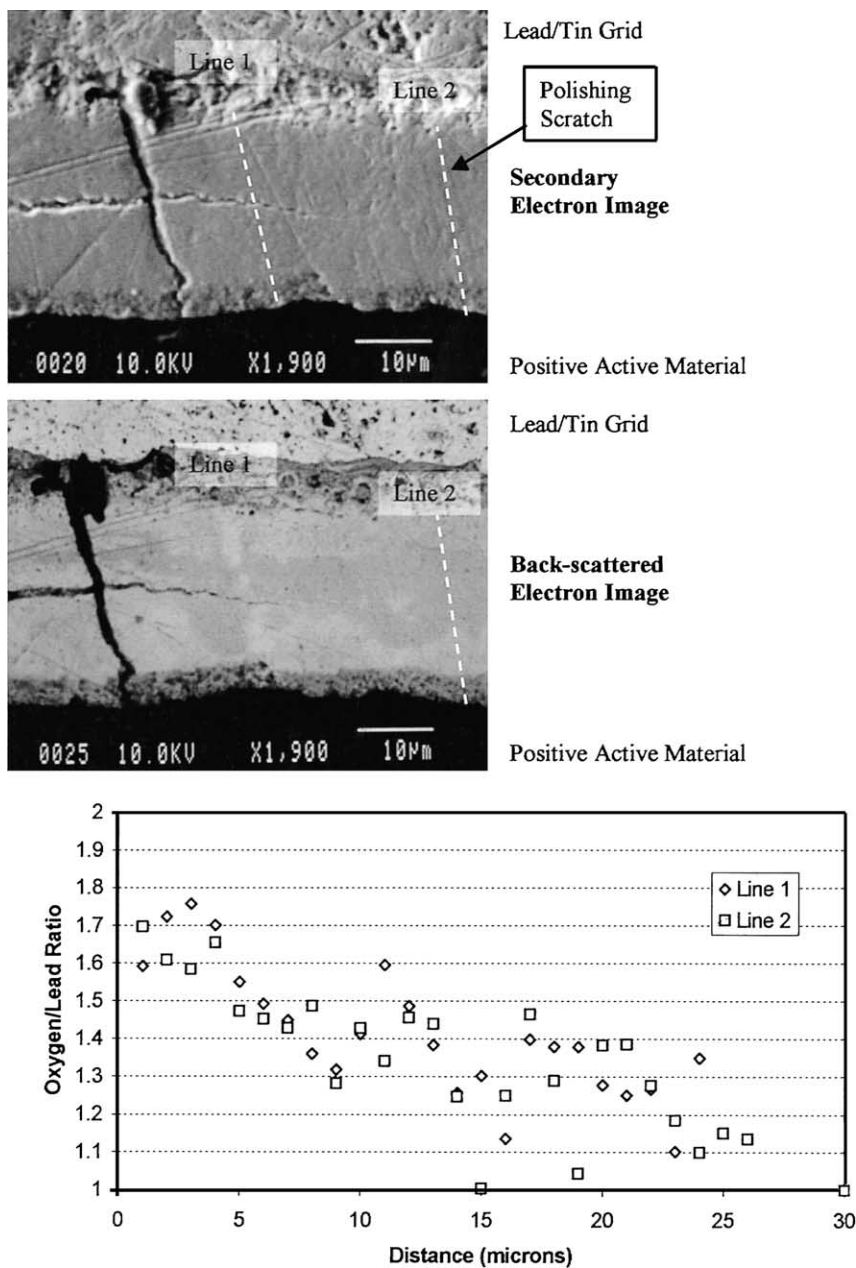 Lead/Tin Grid
Line 1
Line 2
Polishing
Scratch
Secondary
Electron Image
0020 10.0KV X1,900 10µm
Positive Active Material
Lead/Tin Grid
Line 1
Line 2
Back-scattered
Electron Image
0025 10.0KV X1,900 10µm
Positive Active Material
2
1.9
1.8
1.7
1.6
1.5
1.4
1.3
1.2
1.1
1
Oxygen/Lead Ratio
Line 1
Line 2
0 5 10 15 20 25 30
Distance (microns)